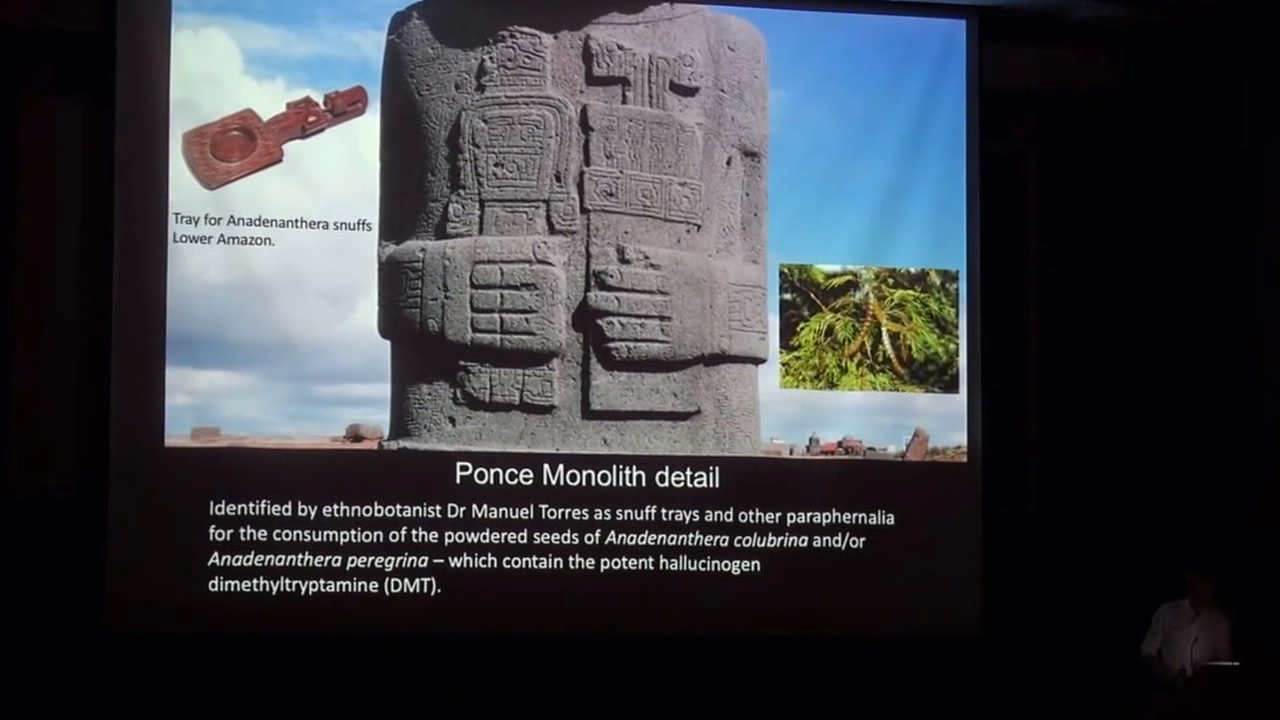 Tray for Anadenanthera snuffs
Lower Amazon.
Ponce Monolith detail
Identified by ethnobotanist Dr Manuel Torres as snuff trays and other paraphernalia
for the consumption of the powdered seeds of Anadenanthera colubrina and/or
Anadenanthera peregrina – which contain the potent hallucinogen
dimethyltryptamine (DMT).